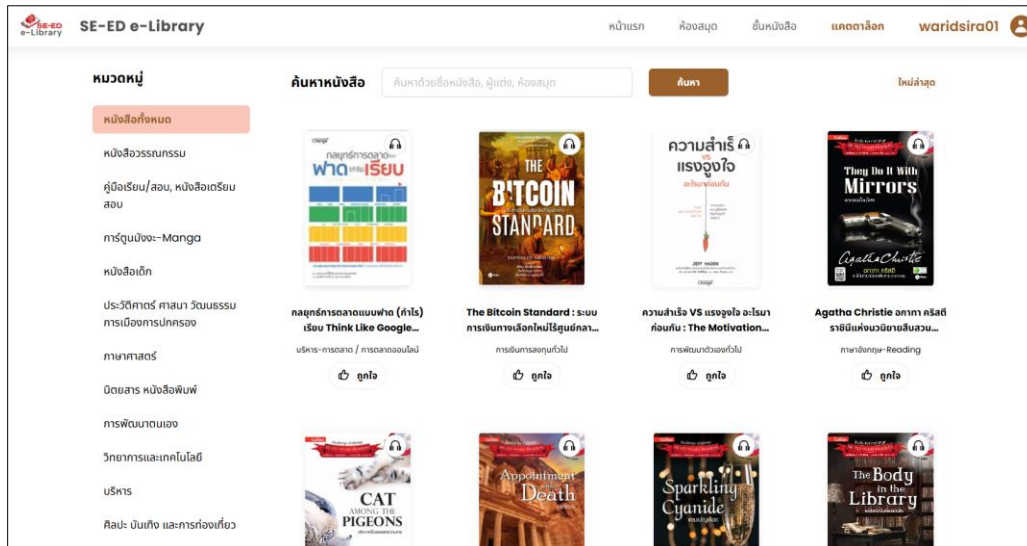 SE-ED
e-Library
SE-ED e-Library
หน้าแรก
ห้องสมุด
ชั้นหนังสือ
แคตตาล็อก
waridsira01
หมวดหมู่
หนังสือทั้งหมด
หนังสือวรรณกรรม
คู่มือเรียน/สอบ, หนังสือเตรียม
สอบ
การ์ตูนมังงะ-Manga
หนังสือเด็ก
ประวัติศาตร์ ศาสนา วัฒนธรรม
การเมืองการปกครอง
ภาษาศาสตร์
นิตยสาร หนังสือพิมพ์
การพัฒนาตนเอง
วิทยาการและเทคโนโลยี
บริหาร
ศิลปะ บันเทิง และการท่องเที่ยว
ค้นหาหนังสือ
ค้นหาด้วยชื่อหนังสือ, ผู้แต่ง, ห้องสมุด
ค้นหา
ใหม่ล่าสุด
กลยุทธ์การตลาด
ฟาด
เรียบ
THE
BITCOIN
STANDARD
ความสำเร็
VS
แรงจูงใจ
อะไรมาก่อนกัน
JEFF HADEN
Collins
They Do It With
Mirrors
Agatha Christie
อกาทา คริสตี
กลยุทธ์การตลาดแบบฟาด (กำไร)
เรียบ Think Like Google...
บริหาร-การตลาด / การตลาดออนไลน์
ถูกใจ
The Bitcoin Standard : ระบบ
การเงินทางเลือกใหม่ไร้ศูนย์กลา...
การเงินการลงทุนทั่วไป
ถูกใจ
ความสำเร็จ VS แรงจูงใจ อะไรมา
ก่อนกัน : The Motivation...
การพัฒนาตัวเองทั่วไป
ถูกใจ
Agatha Christie อกาทา คริสตี
ราชินีแห่งนวนิยายสืบสวน...
ภาษาอังกฤษ-Reading
ถูกใจ
CAT
AMONG THE
PIGEONS
Appointment
with
Death
Sparkling
Cyanide
The Body
in the
Library